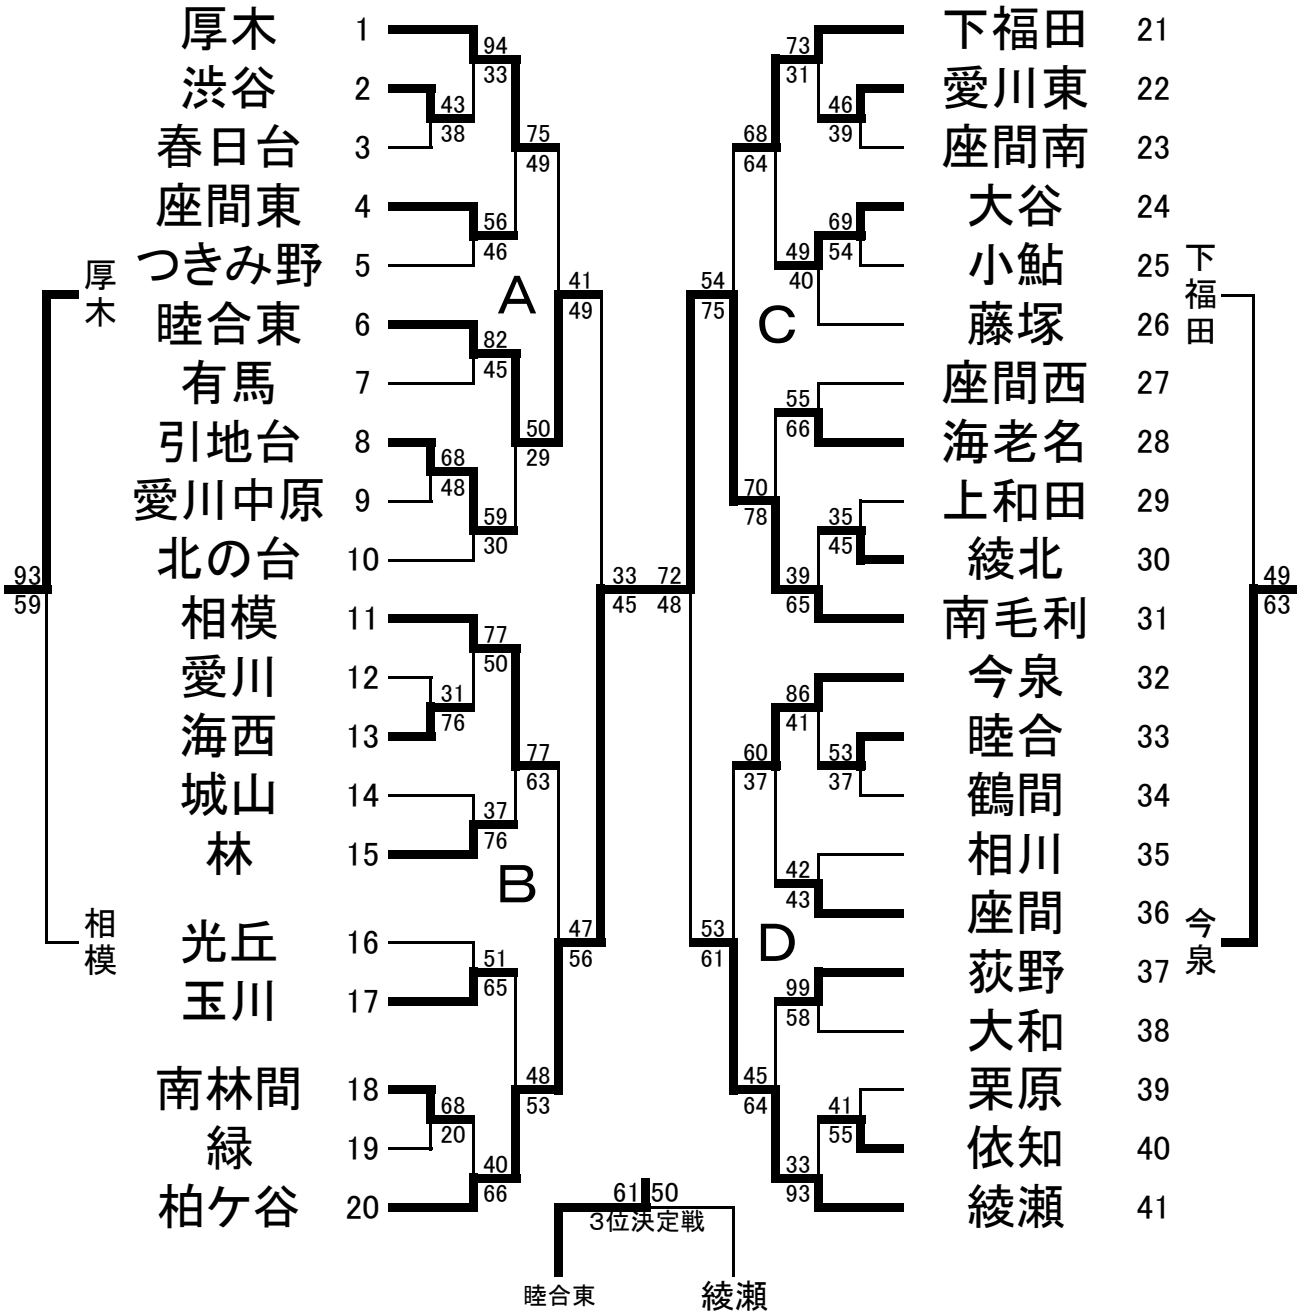 厚木 1
渋谷 2
春日台 3
座間東 4
つきみ野 5
睦合東 6
有馬 7
引地台 8
愛川中原 9
北の台 10
相模 11
愛川 12
海西 13
城山 14
林 15
光丘 16
玉川 17
南林間 18
緑 19
柏ケ谷 20
94
33
43
38
75
49
56
46
A
41
49
82
45
50
29
68
48
59
30
77
50
31
76
77
63
37
76
B
47
56
51
65
48
53
68
20
40
66
33
45
72
48
厚木
93
59
相模
下福田 21
愛川東 22
座間南 23
大谷 24
小鮎 25
藤塚 26
座間西 27
海老名 28
上和田 29
綾北 30
南毛利 31
今泉 32
睦合 33
鶴間 34
相川 35
座間 36
荻野 37
大和 38
栗原 39
依知 40
綾瀬 41
73
31
46
39
68
64
69
54
49
40
54
75
C
55
66
70
78
35
45
39
65
86
41
60
37
53
37
42
43
53
61
D
99
58
45
64
41
55
33
93
下福田
49
63
今泉
61 50
3位決定戦
睦合東 綾瀬